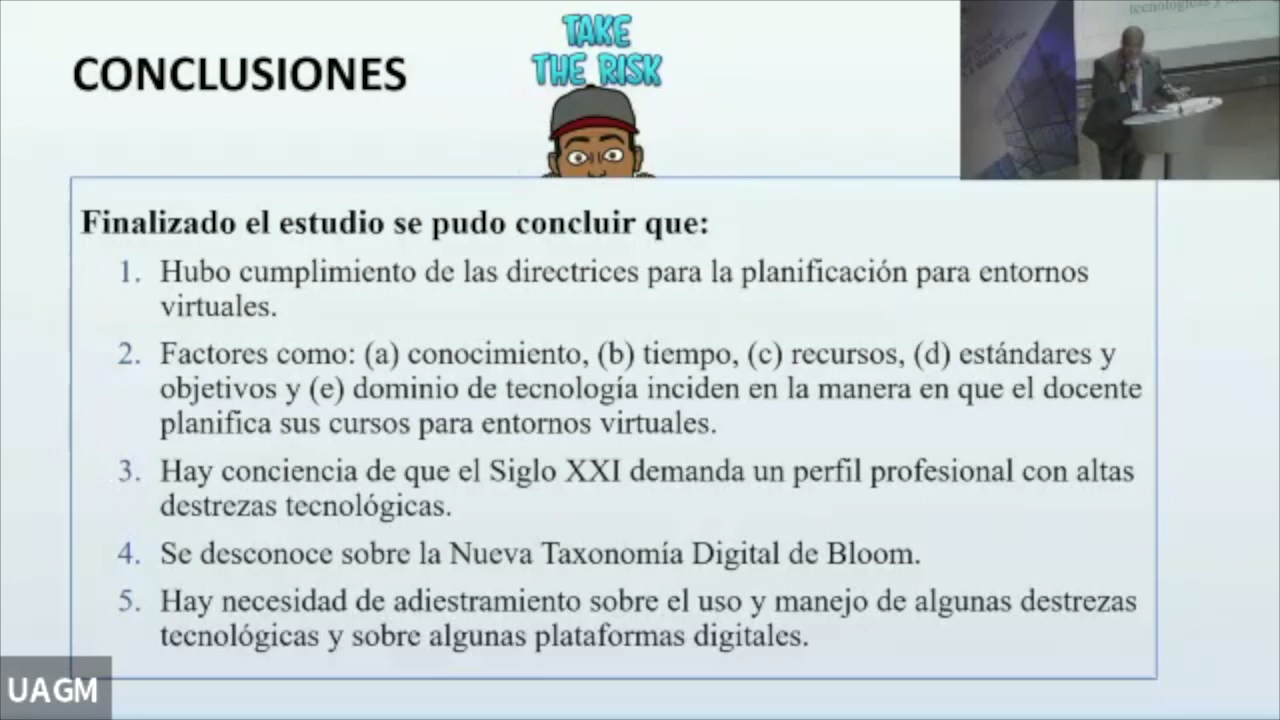 CONCLUSIONES
TAKE
THE RISK
Finalizado el estudio se pudo concluir que:
1. Hubo cumplimiento de las directrices para la planificación para entornos
virtuales.
2. Factores como: (a) conocimiento, (b) tiempo, (c) recursos, (d) estándares y
objetivos y (e) dominio de tecnología inciden en la manera en que el docente
planifica sus cursos para entornos virtuales.
3. Hay conciencia de que el Siglo XXI demanda un perfil profesional con altas
destrezas tecnológicas.
4. Se desconoce sobre la Nueva Taxonomía Digital de Bloom.
5. Hay necesidad de adiestramiento sobre el uso y manejo de algunas destrezas
tecnológicas y sobre algunas plataformas digitales.
UAGM